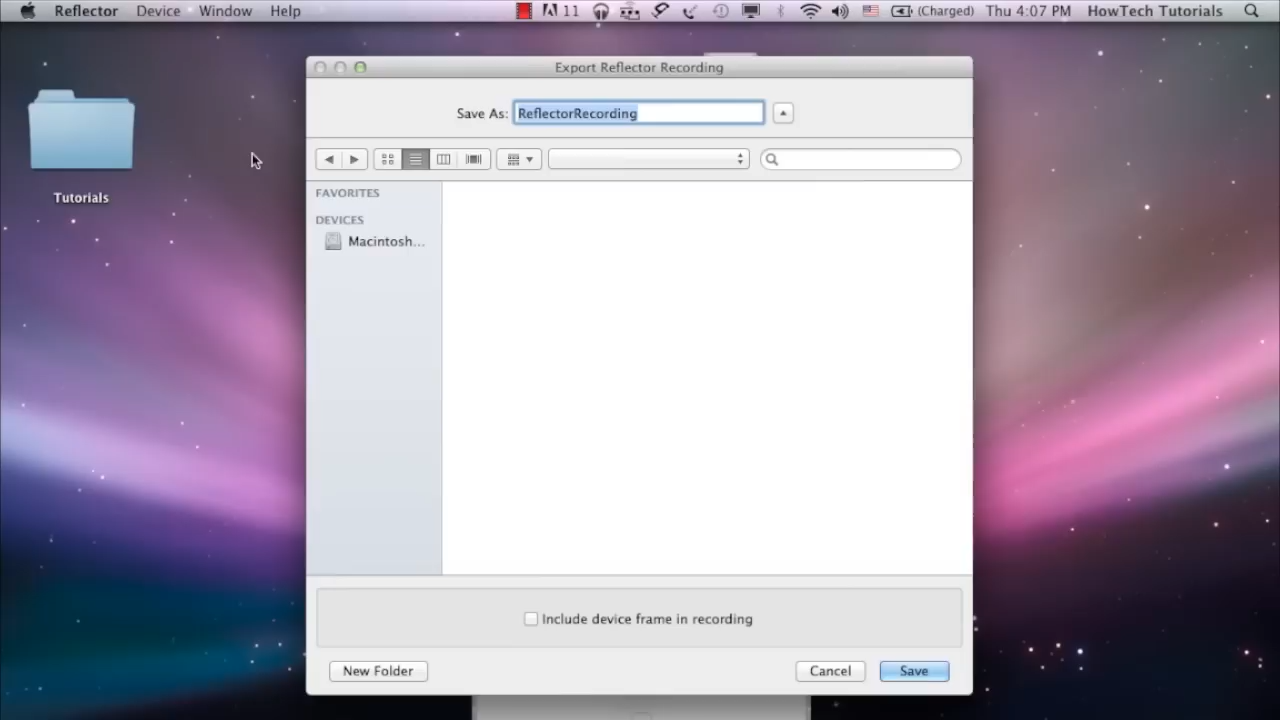 Reflector Device Window Help 11 (Charged) Thu 4:07 PM HowTech Tutorials
Export Reflector Recording
Save As: ReflectorRecording
Tutorials
FAVORITES
DEVICES
Macintosh...
Include device frame in recording
New Folder Cancel Save